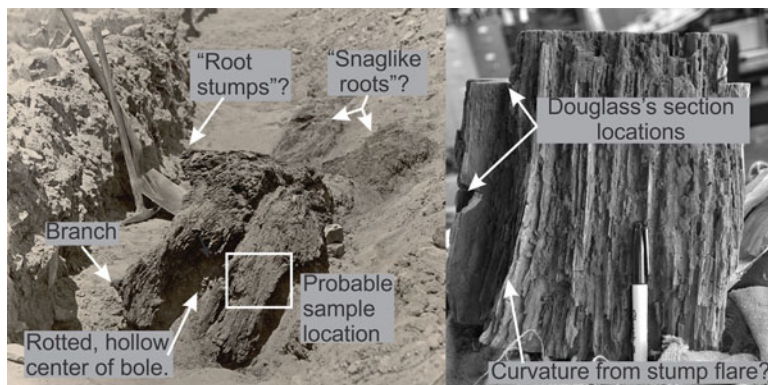 “Root
stumps”?
“Snaglike
roots”?
Branch
Rotted, hollow
center of bole.
Probable
sample
location
Douglass’s section
locations
Curvature from stump flare?